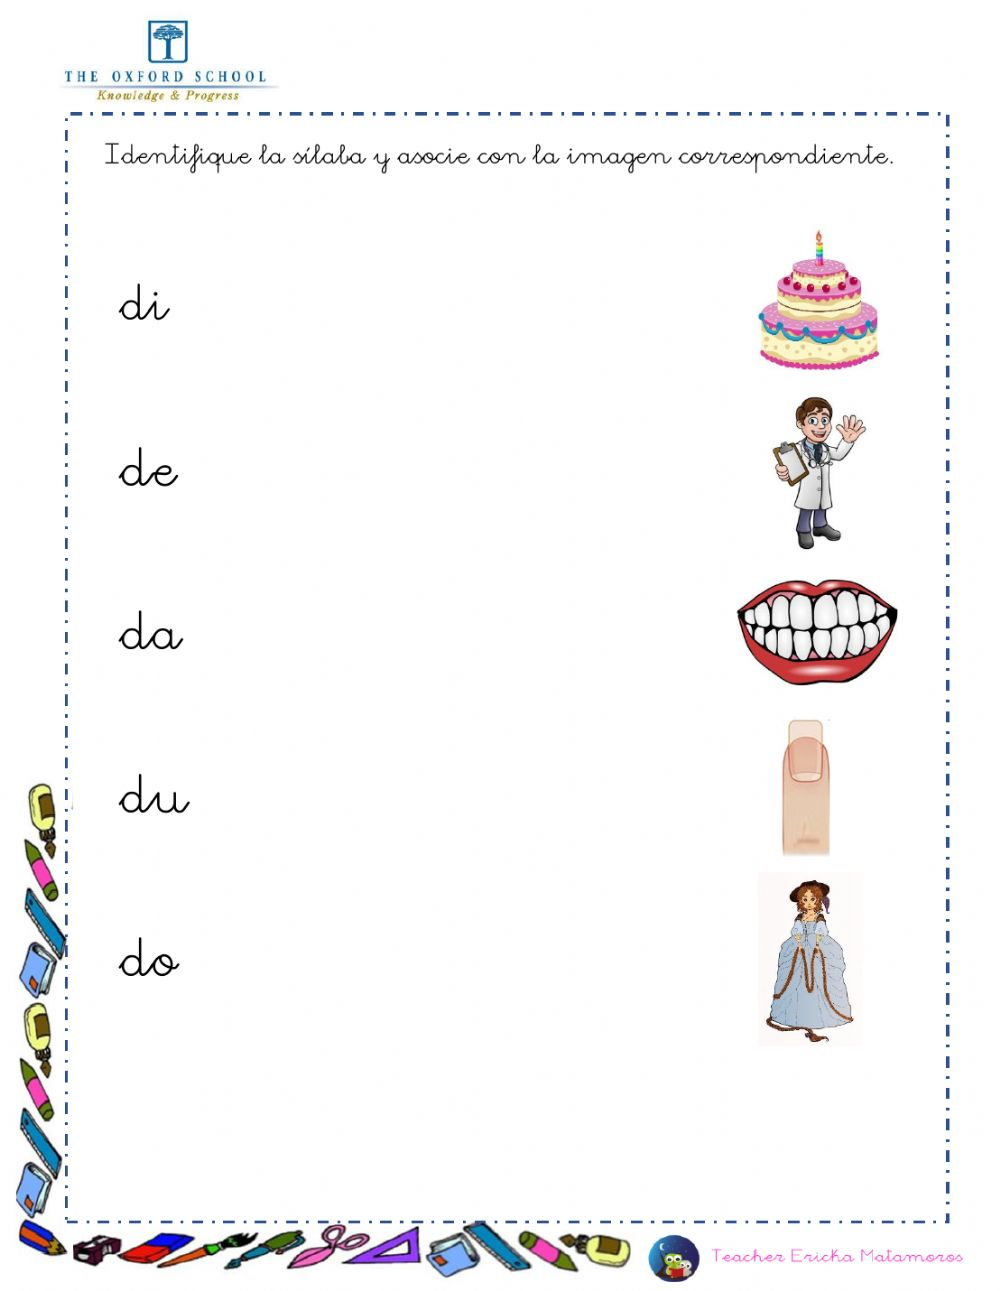 THE OXFORD SCHOOL
Knowledge & Progress
Identifique la sílaba y asocie con la imagen correspondiente.
di
de
da
du
do
Teacher Ericka Matamoros